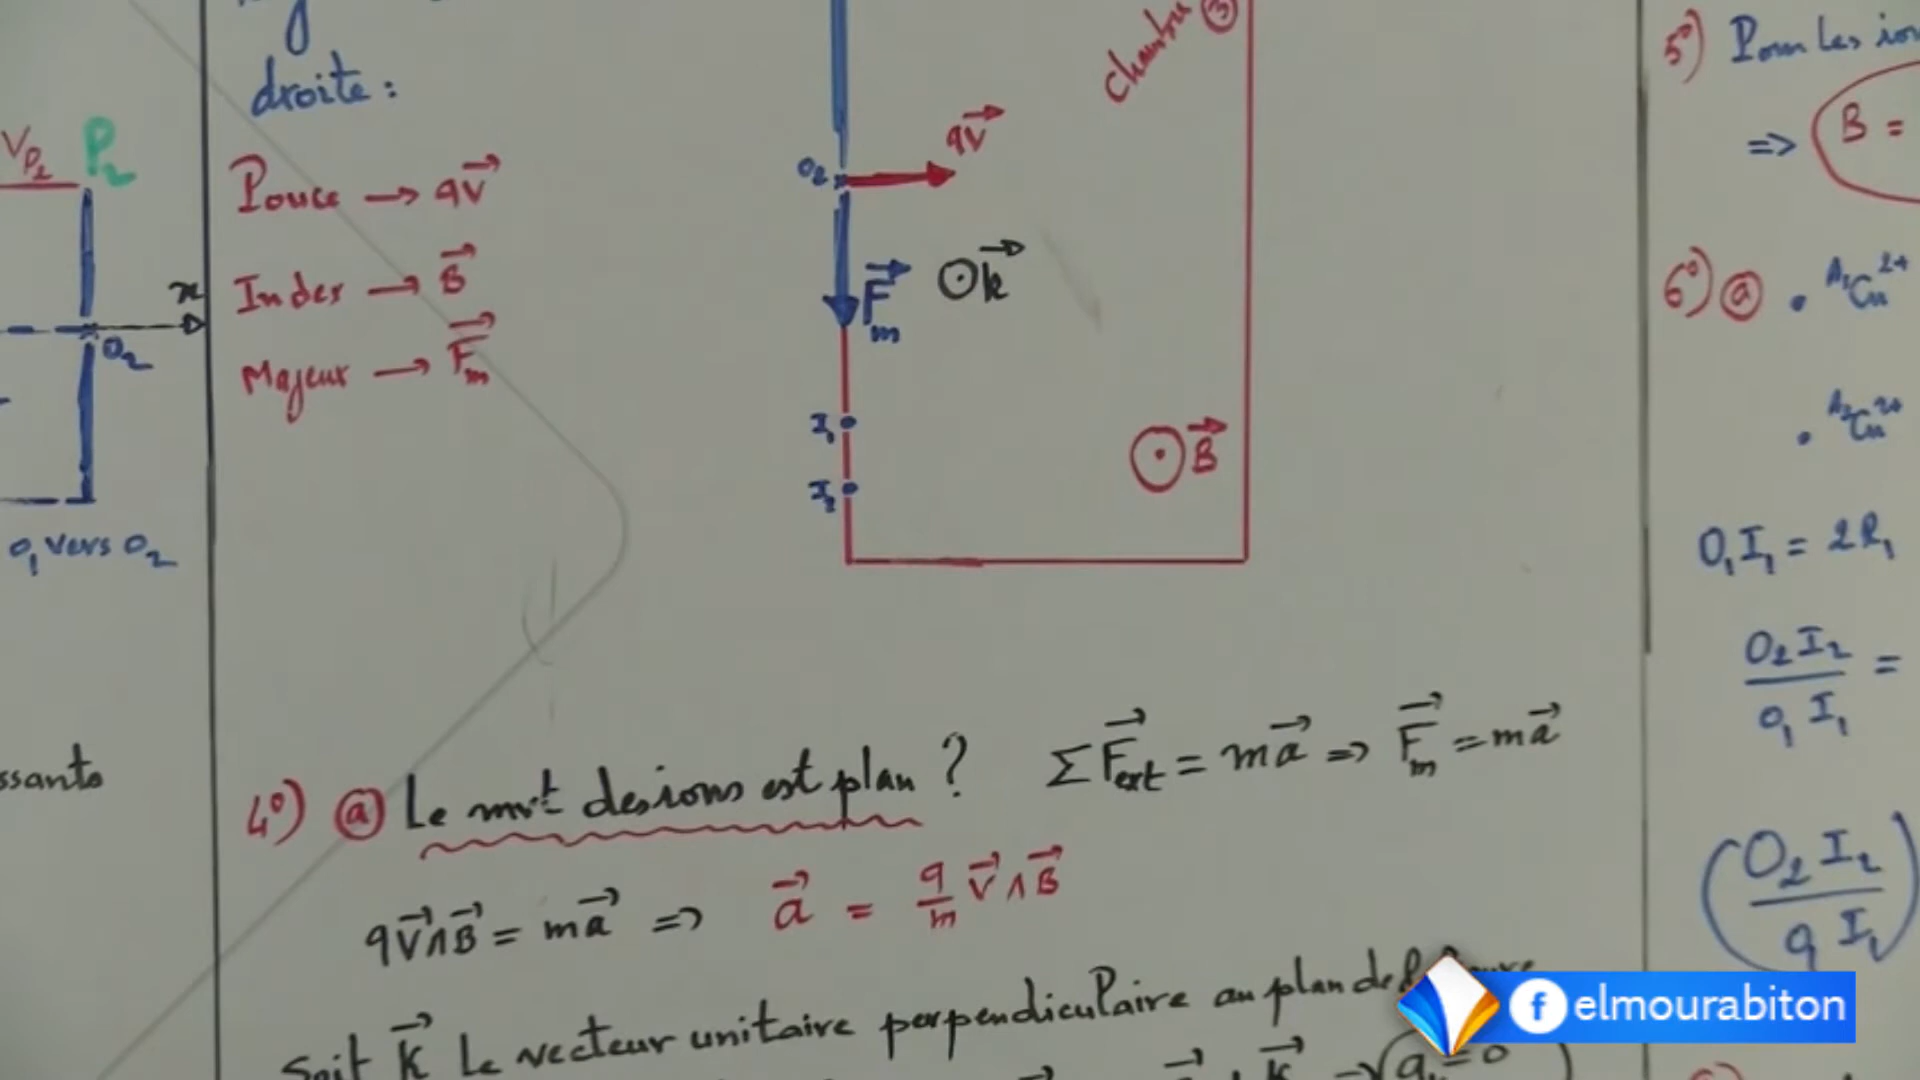 droite :
V_P₂ P₂
x
O₂
O₁ vers O₂
ssants
Pouce → qV⃗
Index → B⃗
Majeur → F⃗m
Chambre ③
O₂ qV⃗
F⃗m ⊙k⃗
I₁
I₂
⊙B⃗
4°) ⓐ Le mvt des ions est plan ? ΣF⃗ext = ma⃗ => F⃗m = ma⃗
qV⃗∧B⃗ = ma⃗ => a⃗ = q/m V⃗∧B⃗
Soit k⃗ le vecteur unitaire perpendiculaire au plan de
5°) Pour les ion
=> B =
6°) ⓐ • A₁Cu²⁺
• A₂Cu²⁺
O₁I₁ = 2R₁
O₂I₂ / O₁I₁ =
(O₂I₂ / O₁I₁)
elmourabiton